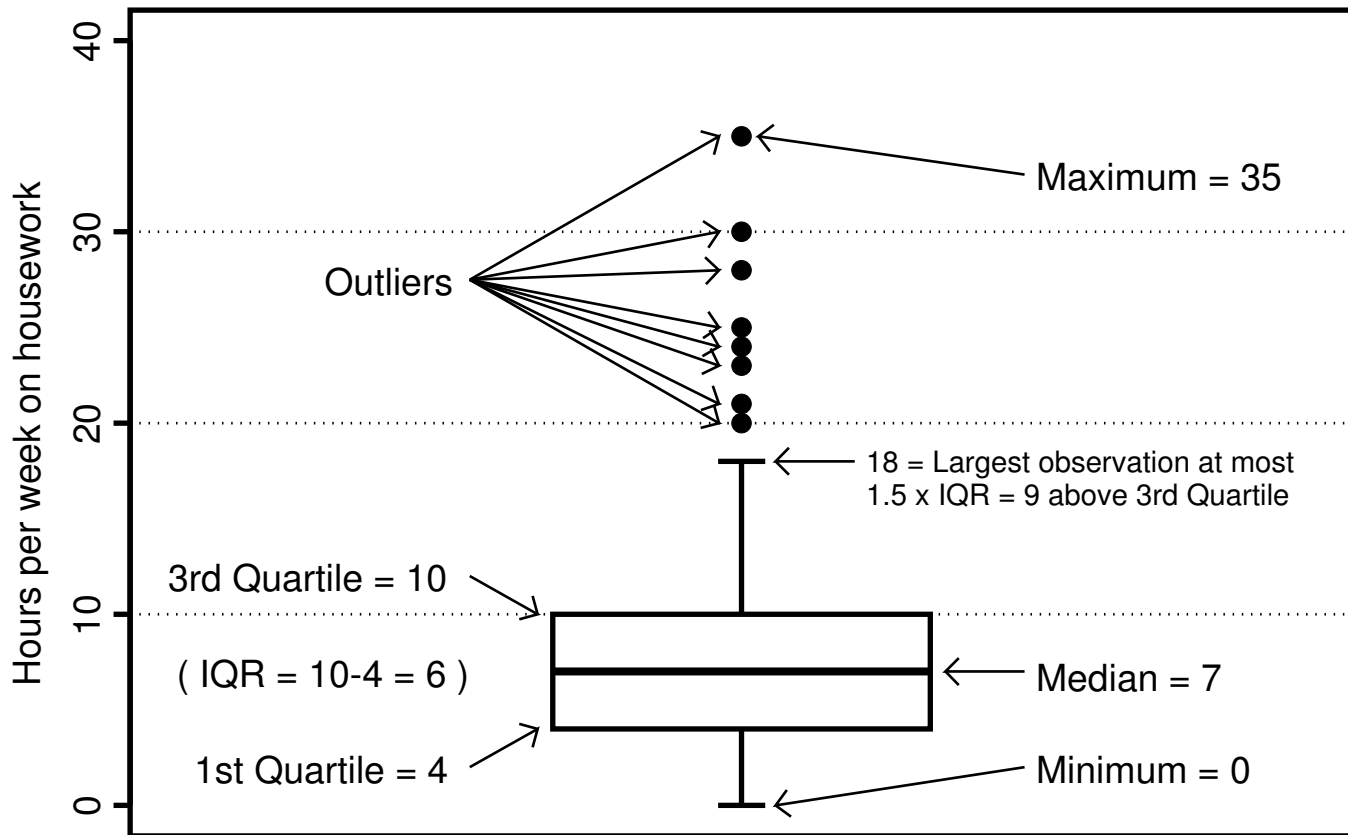 Hours per week on housework
40
30
20
10
0
Maximum = 35
Outliers
18 = Largest observation at most
1.5 x IQR = 9 above 3rd Quartile
3rd Quartile = 10
( IQR = 10-4 = 6 )
Median = 7
1st Quartile = 4
Minimum = 0